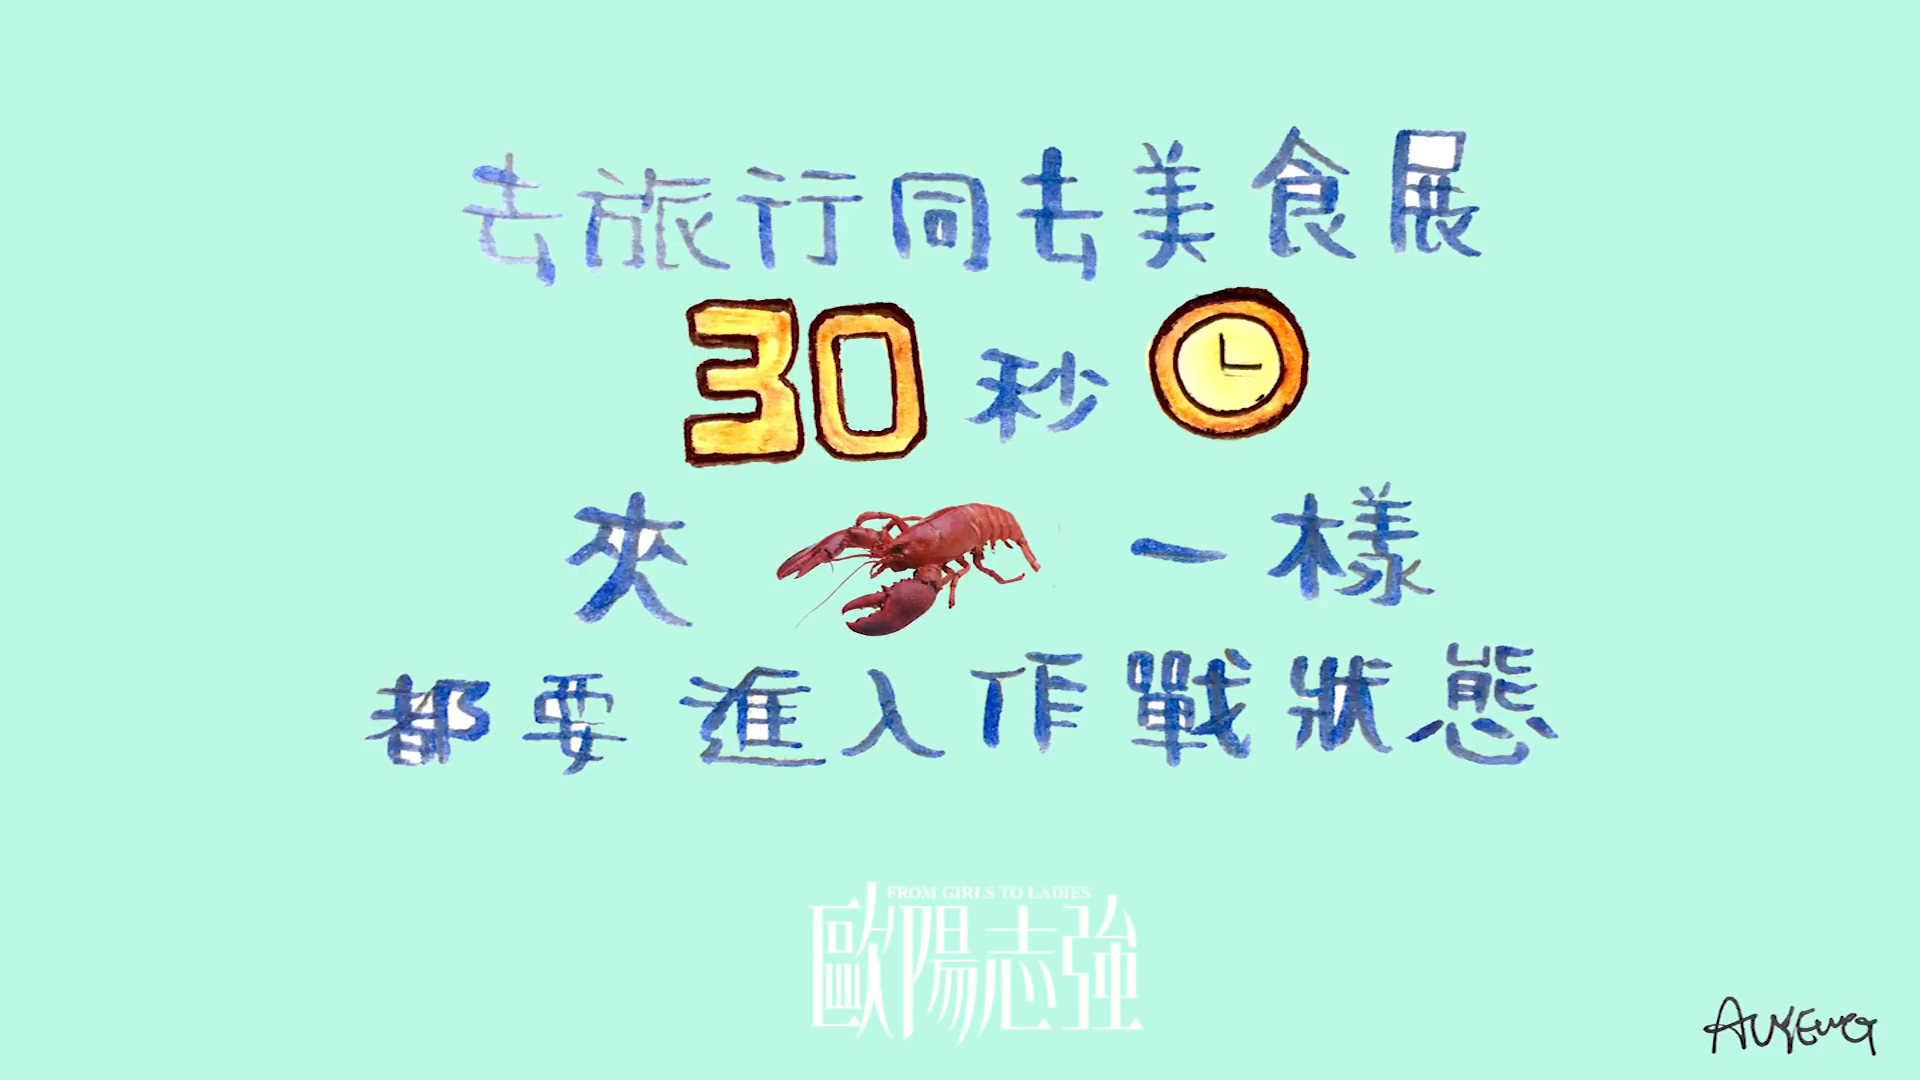 去旅行同去美食展
30秒
夾 一樣
都要進入作戰狀態
FROM GIRLS TO LADIES
歐陽志強
AUYEUNG